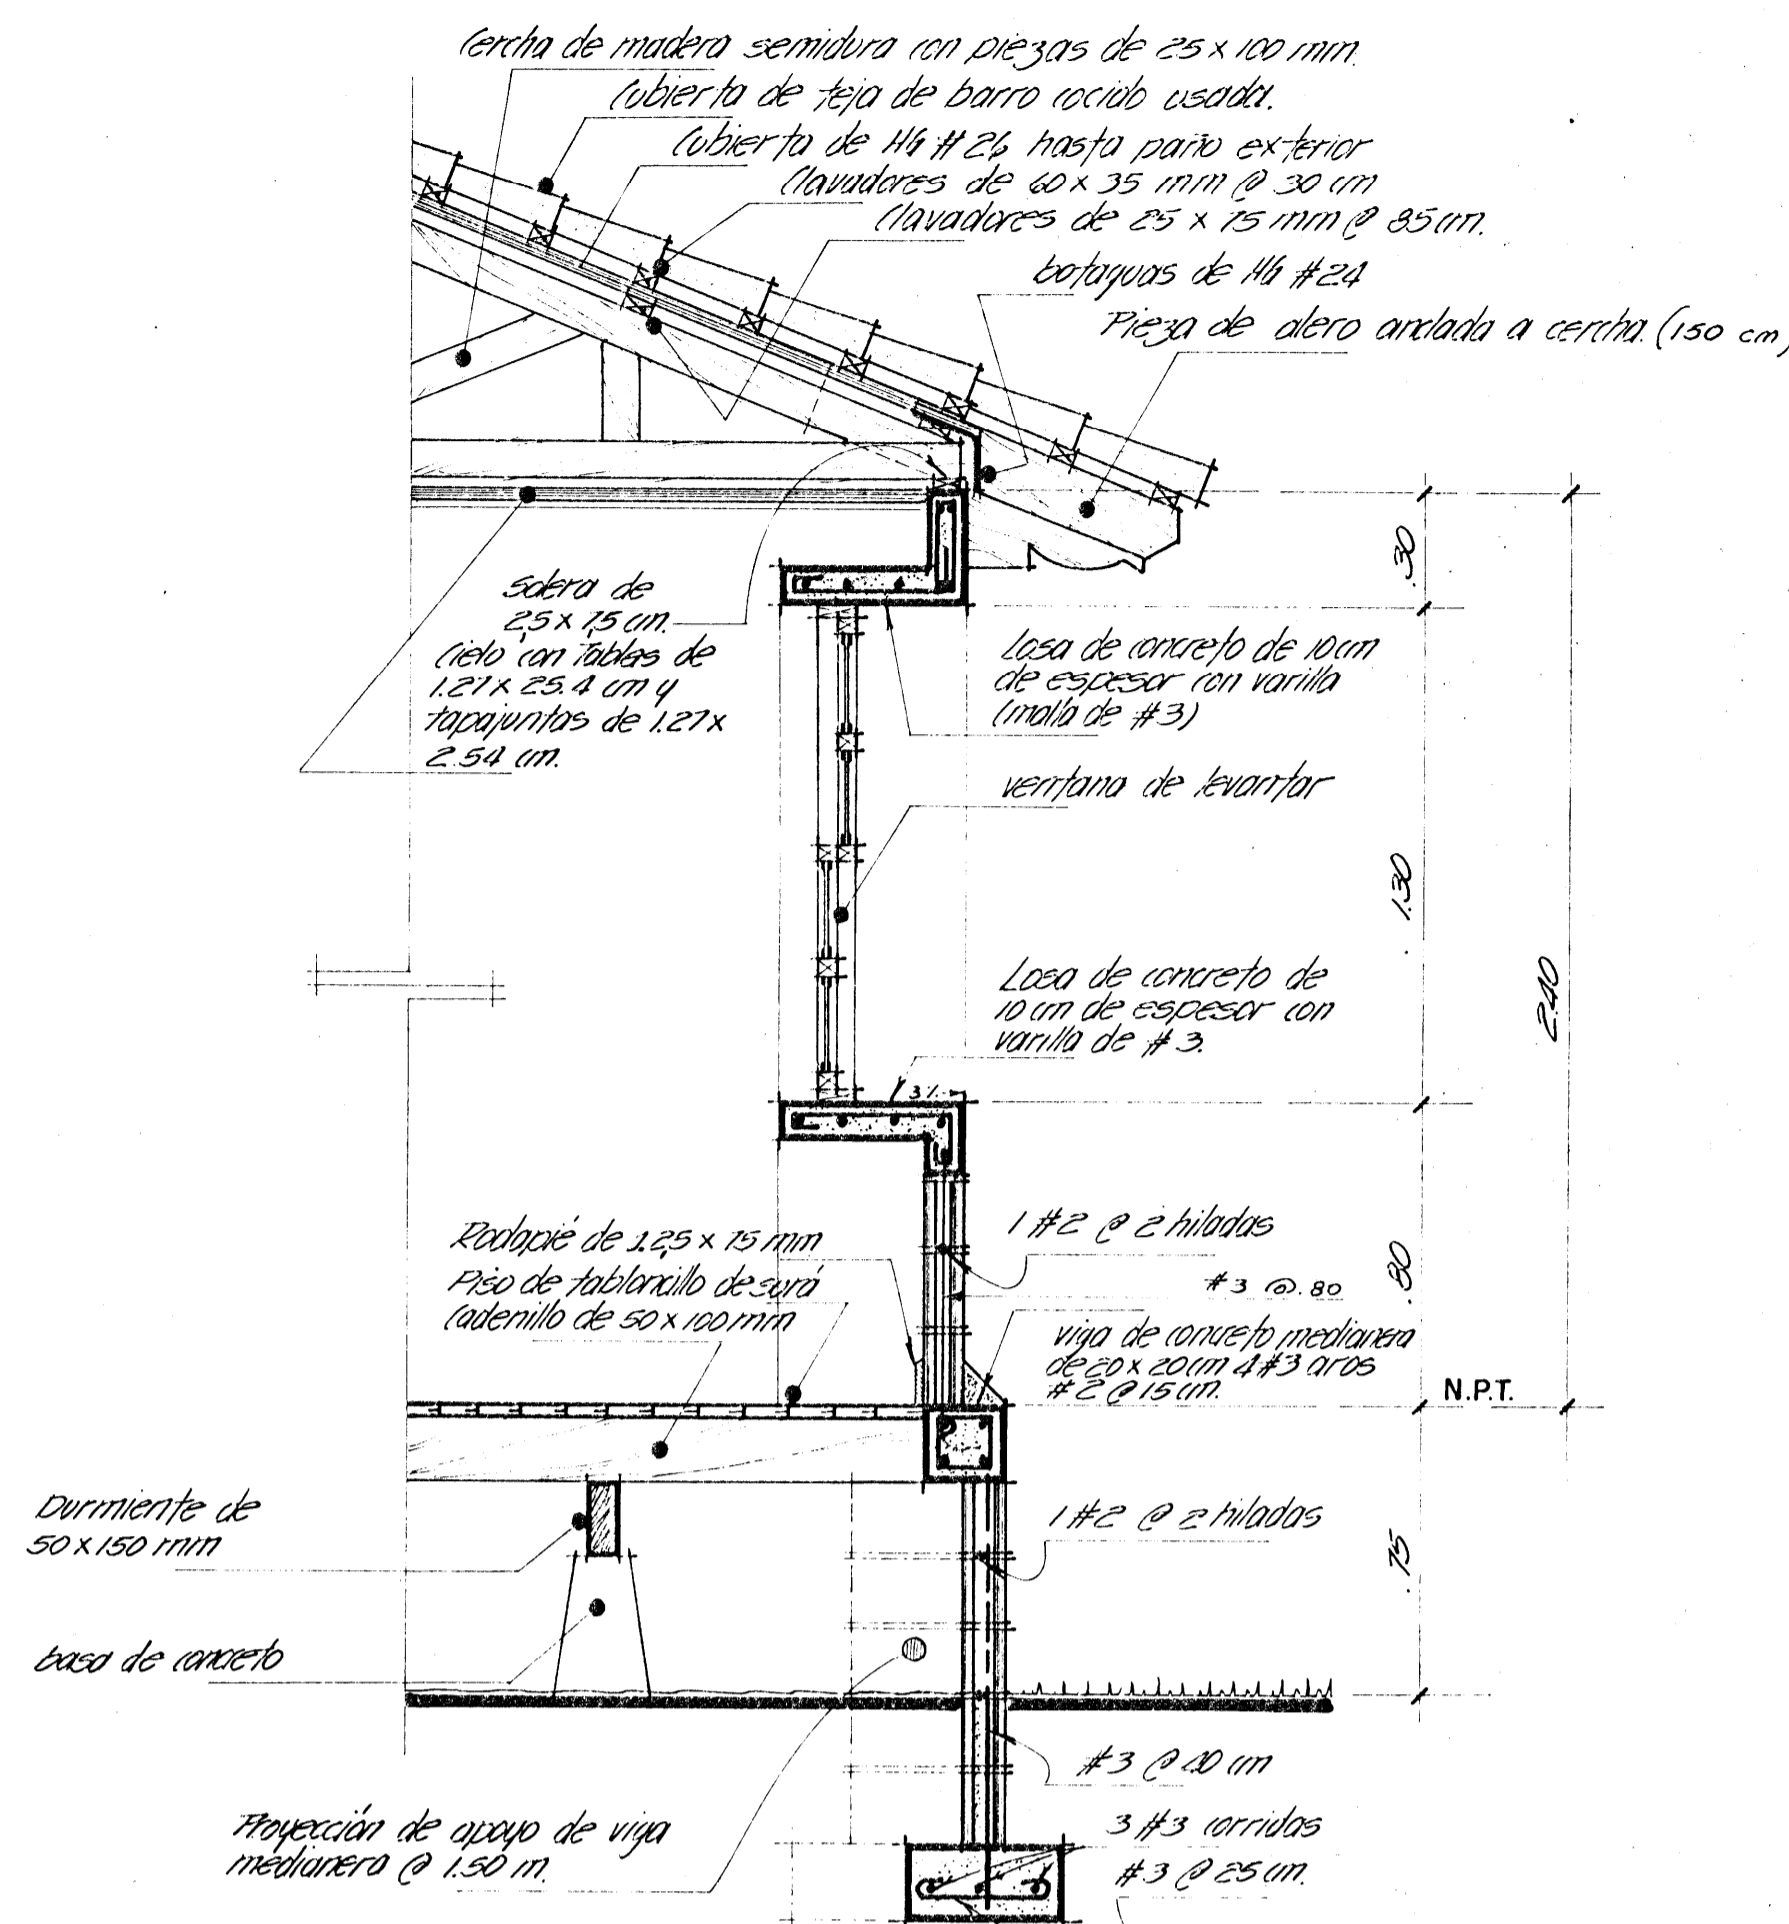 Cercha de madera semidura con piezas de 25 x 100 mm.
Cubierta de teja de barro cocido usada.
Cubierta de HG #26 hasta paño exterior
Clavadores de 60 x 35 mm @ 30 cm
Clavadores de 25 x 75 mm @ 85 cm.
botaguas de HG #24
Pieza de alero anclada a cercha. (150 cm)
.30
solera de
2,5 x 7,5 cm.
Cielo con Tablas de
1.27 x 25.4 cm y
tapajuntas de 1.27 x
2.54 cm.
Losa de concreto de 10 cm
de espesor con varilla
(malla de #3)
ventana de levantar
1.30
2.40
Losa de concreto de
10 cm de espesor con
varilla de #3.
3%
Rodapié de 1.25 x 75 mm
Piso de tabloncillo de surá
Cadenillo de 50 x 100 mm
1 #2 @ 2 hiladas
#3 @ .80
.80
viga de concreto medianera
de 20 x 20 cm 4 #3 aros
#2 @ 15 cm.
N.P.T.
Durmiente de
50 x 150 mm
1 #2 @ 2 hiladas
.75
basa de concreto
Proyección de apoyo de viga
medianera @ 1.50 m.
#3 @ 40 cm
3 #3 corridas
#3 @ 25 cm.